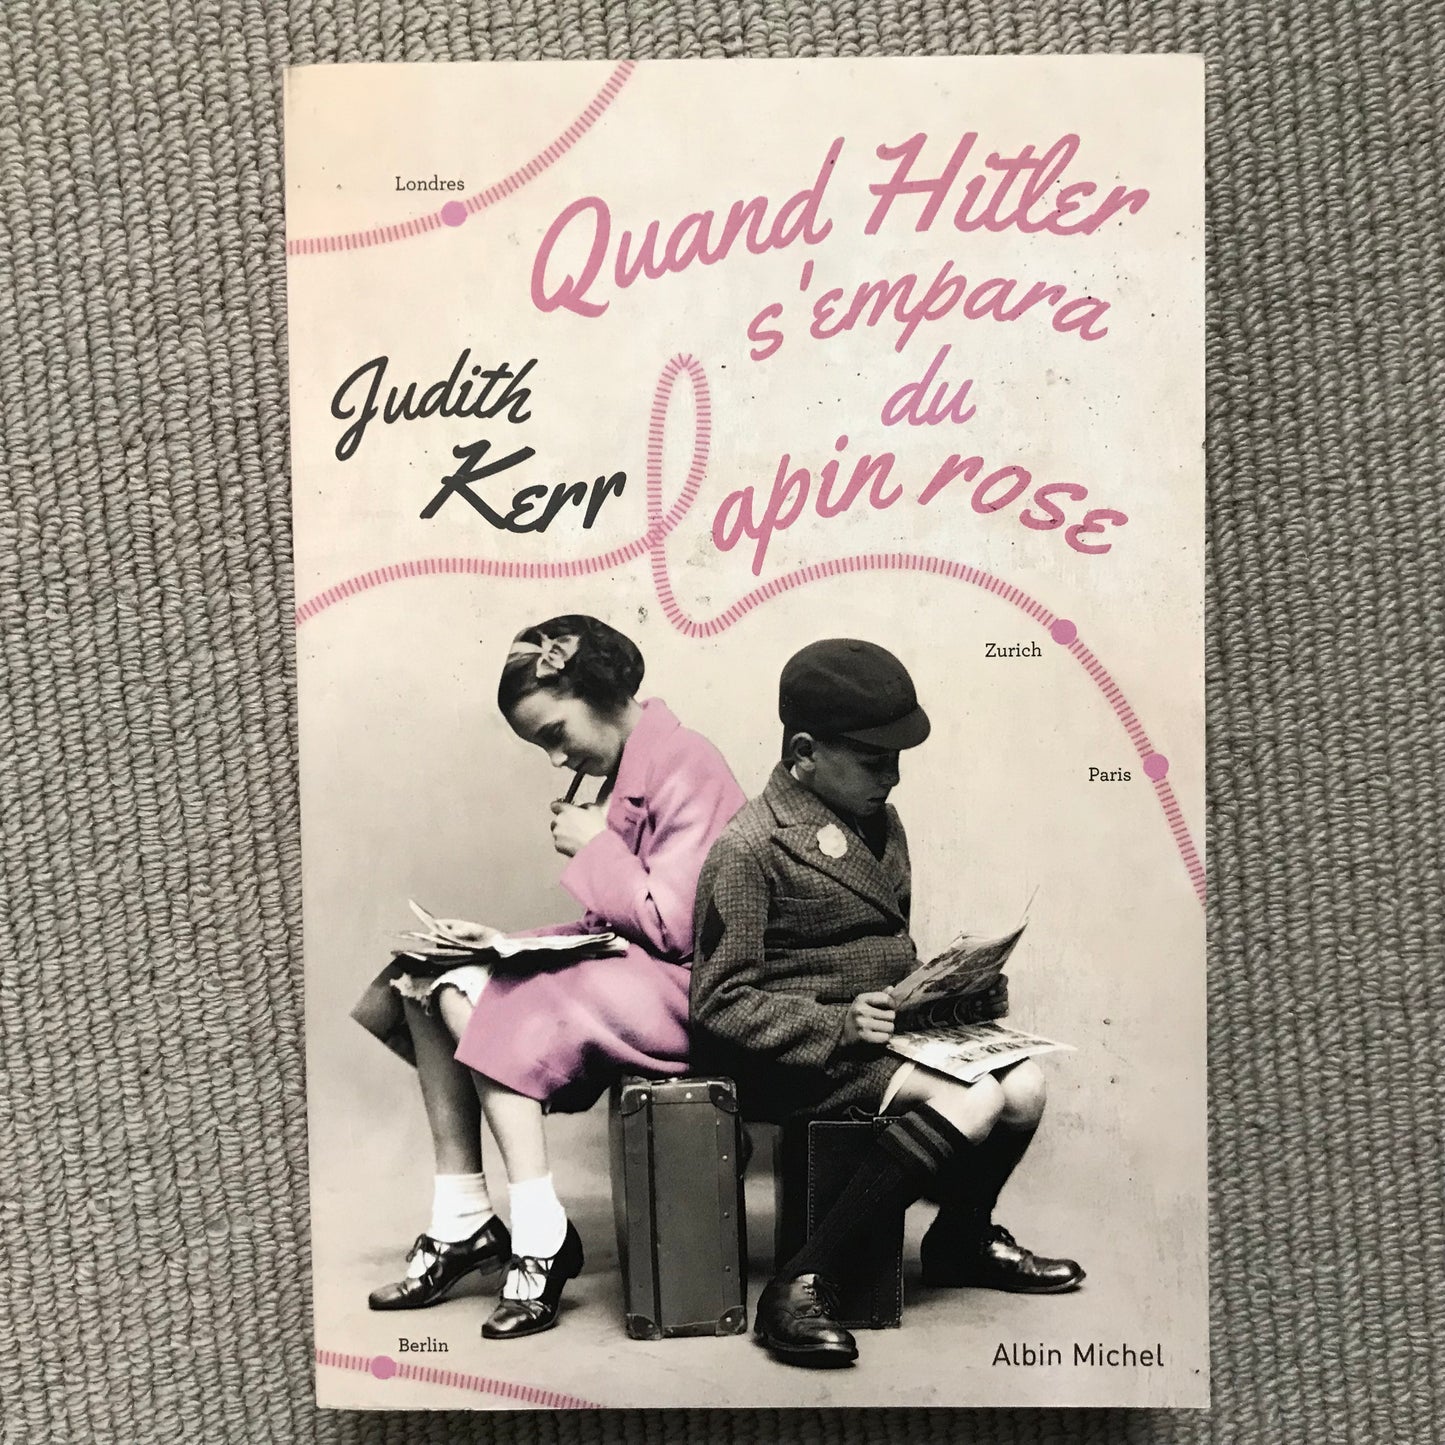 Londres
Quand Hitler
s'empara
du
lapin rose
Judith
Kerr
Zurich
Paris
Berlin
Albin Michel